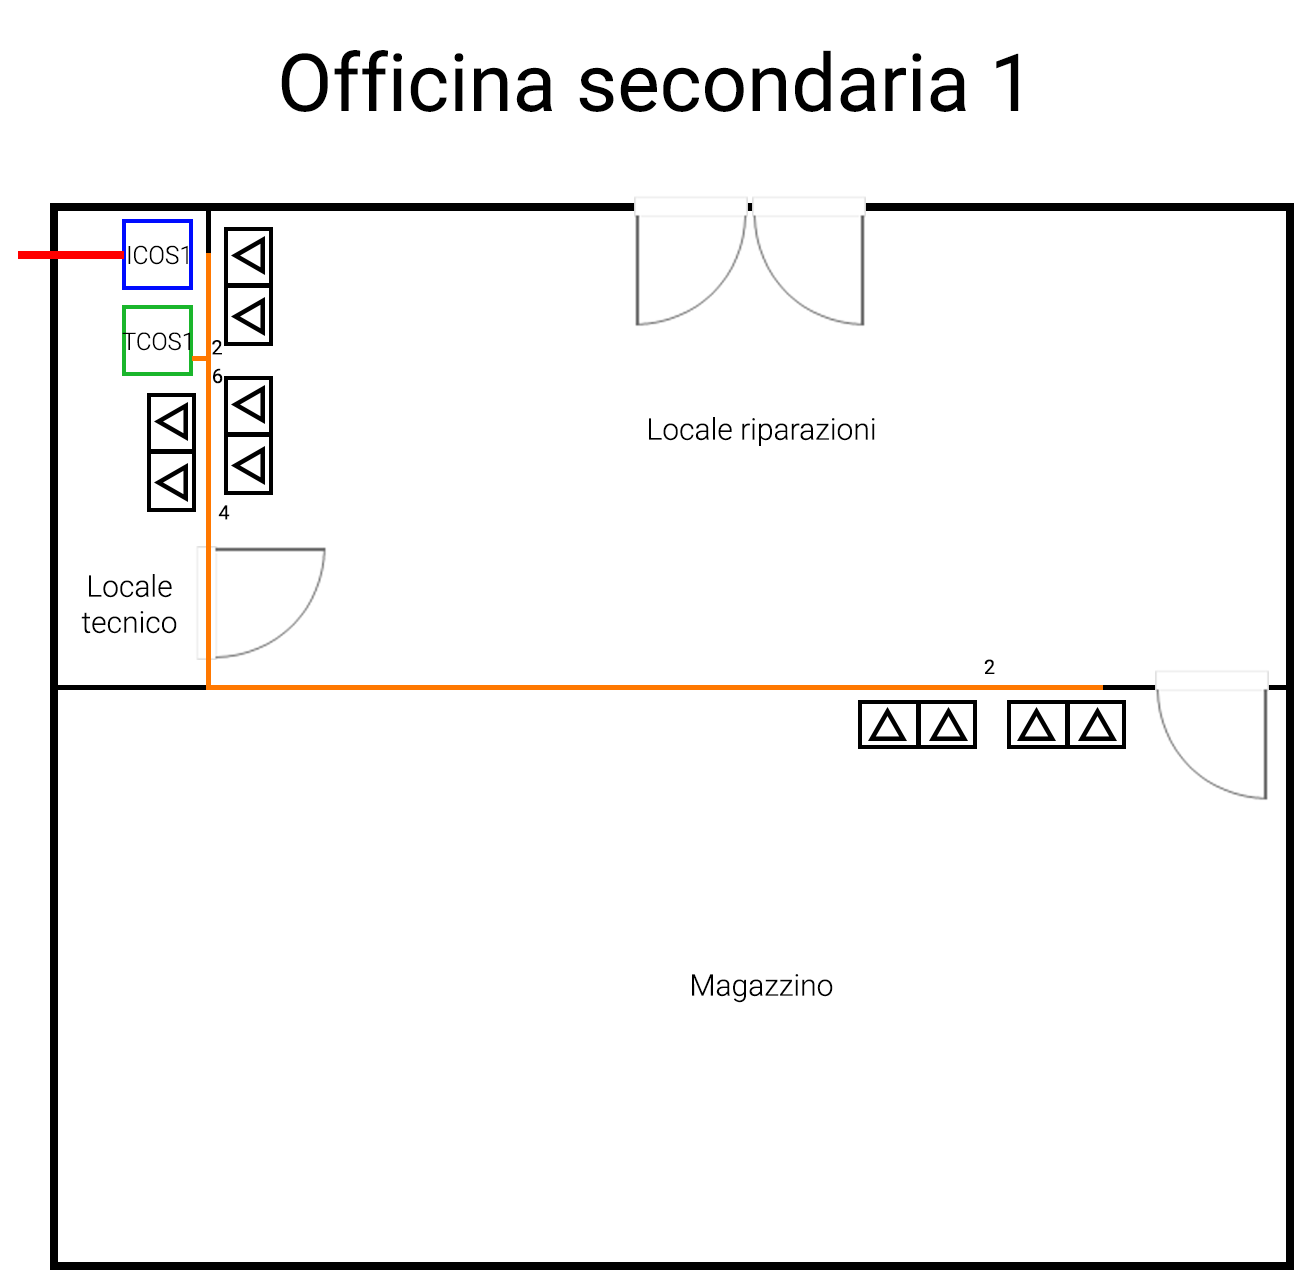 Officina secondaria 1
ICOS1
TCOS1
2
6
Locale riparazioni
4
Locale
tecnico
2
Magazzino